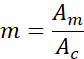 m = A_m / A_c